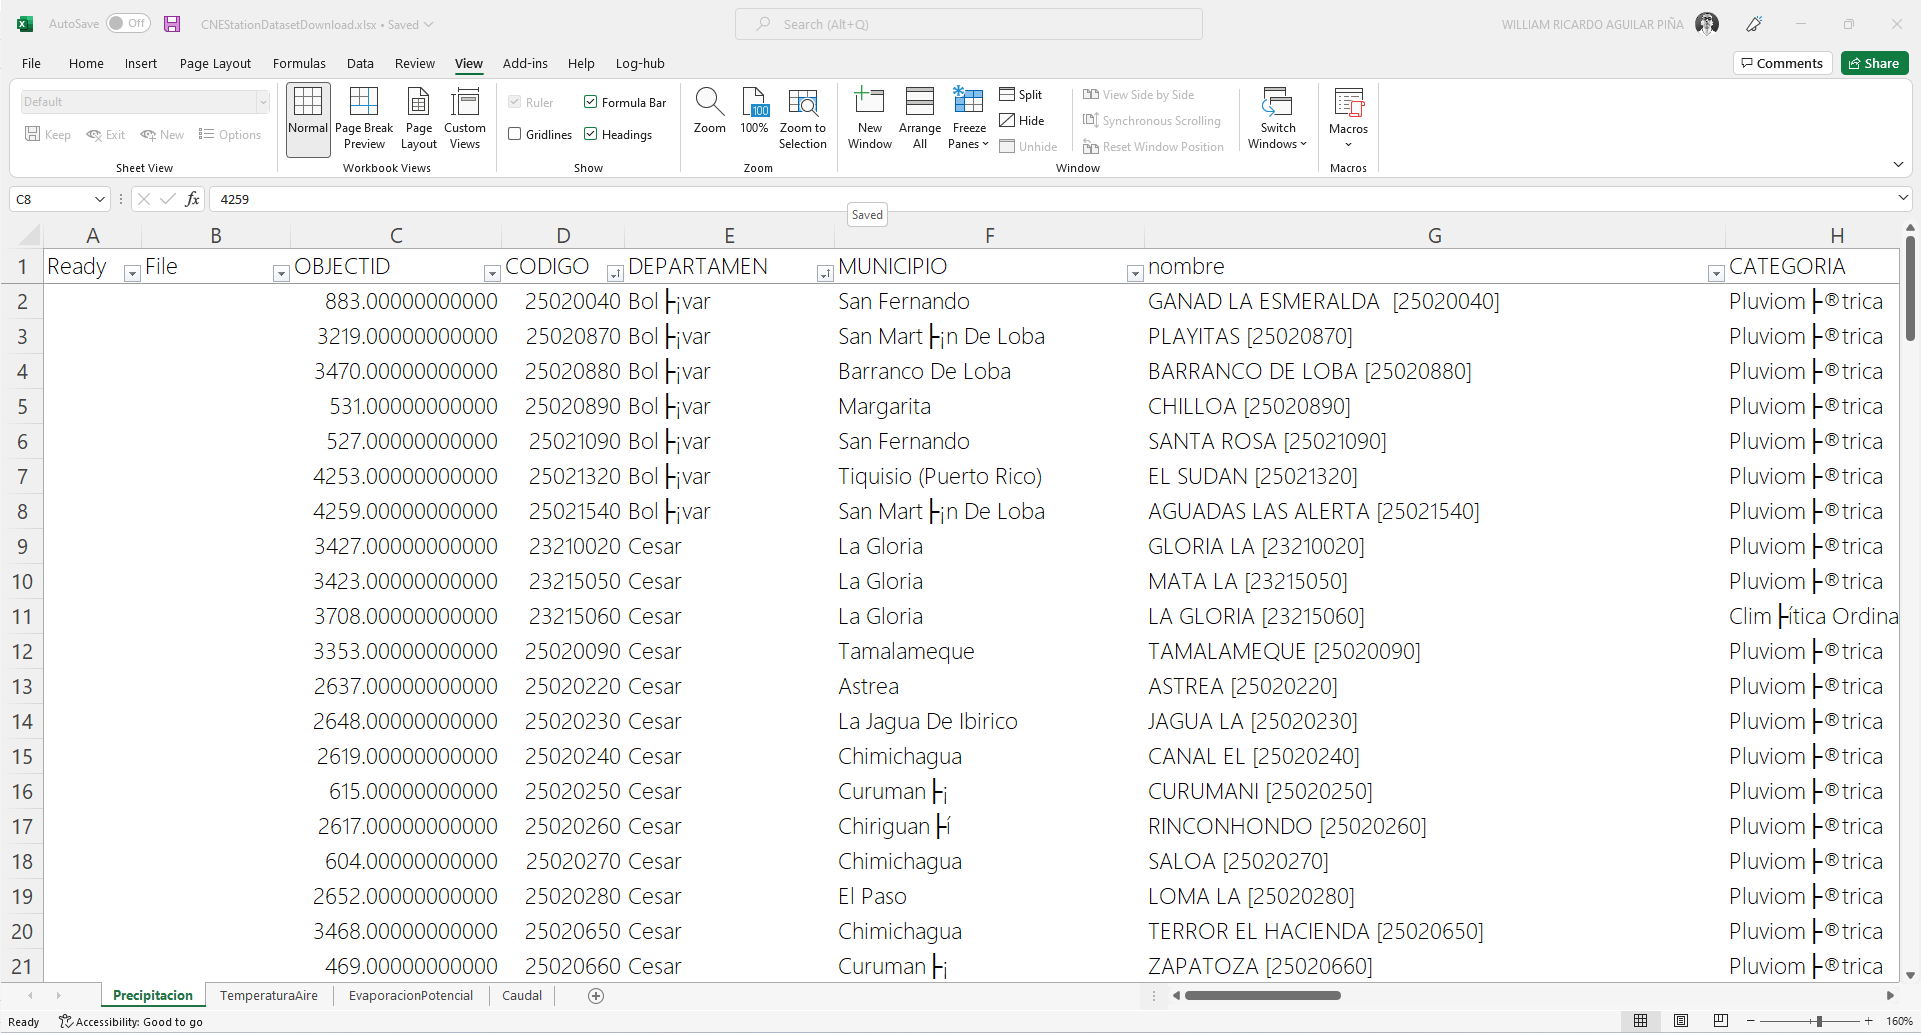 AutoSave Off CNEStationDatasetDownload.xlsx • Saved Search (Alt+Q) WILLIAM RICARDO AGUILAR PIÑA
File Home Insert Page Layout Formulas Data Review View Add-ins Help Log-hub Comments Share
Default
Keep Exit New Options
Sheet View
Normal Page Break Preview Page Layout Custom Views
Workbook Views
Ruler Formula Bar
Gridlines Headings
Show
Zoom 100 100% Zoom to Selection
Zoom
New Window Arrange All Freeze Panes
Split
Hide
Unhide
View Side by Side
Synchronous Scrolling
Reset Window Position
Switch Windows
Window
Macros
Macros
C8 fx 4259
Saved
A B C D E F G H
1 Ready File OBJECTID CODIGO DEPARTAMEN MUNICIPIO nombre CATEGORIA
2 883.00000000000 25020040 Bol├¡var San Fernando GANAD LA ESMERALDA  [25020040] Pluviom├®trica
3 3219.00000000000 25020870 Bol├¡var San Mart├¡n De Loba PLAYITAS [25020870] Pluviom├®trica
4 3470.00000000000 25020880 Bol├¡var Barranco De Loba BARRANCO DE LOBA [25020880] Pluviom├®trica
5 531.00000000000 25020890 Bol├¡var Margarita CHILLOA [25020890] Pluviom├®trica
6 527.00000000000 25021090 Bol├¡var San Fernando SANTA ROSA [25021090] Pluviom├®trica
7 4253.00000000000 25021320 Bol├¡var Tiquisio (Puerto Rico) EL SUDAN [25021320] Pluviom├®trica
8 4259.00000000000 25021540 Bol├¡var San Mart├¡n De Loba AGUADAS LAS ALERTA [25021540] Pluviom├®trica
9 3427.00000000000 23210020 Cesar La Gloria GLORIA LA [23210020] Pluviom├®trica
10 3423.00000000000 23215050 Cesar La Gloria MATA LA [23215050] Pluviom├®trica
11 3708.00000000000 23215060 Cesar La Gloria LA GLORIA [23215060] Clim├ítica Ordina
12 3353.00000000000 25020090 Cesar Tamalameque TAMALAMEQUE [25020090] Pluviom├®trica
13 2637.00000000000 25020220 Cesar Astrea ASTREA [25020220] Pluviom├®trica
14 2648.00000000000 25020230 Cesar La Jagua De Ibirico JAGUA LA [25020230] Pluviom├®trica
15 2619.00000000000 25020240 Cesar Chimichagua CANAL EL [25020240] Pluviom├®trica
16 615.00000000000 25020250 Cesar Curuman├¡ CURUMANI [25020250] Pluviom├®trica
17 2617.00000000000 25020260 Cesar Chiriguan├í RINCONHONDO [25020260] Pluviom├®trica
18 604.00000000000 25020270 Cesar Chimichagua SALOA [25020270] Pluviom├®trica
19 2652.00000000000 25020280 Cesar El Paso LOMA LA [25020280] Pluviom├®trica
20 3468.00000000000 25020650 Cesar Chimichagua TERROR EL HACIENDA [25020650] Pluviom├®trica
21 469.00000000000 25020660 Cesar Curuman├¡ ZAPATOZA [25020660] Pluviom├®trica
Precipitacion TemperaturaAire EvaporacionPotencial Caudal
Ready Accessibility: Good to go 160%